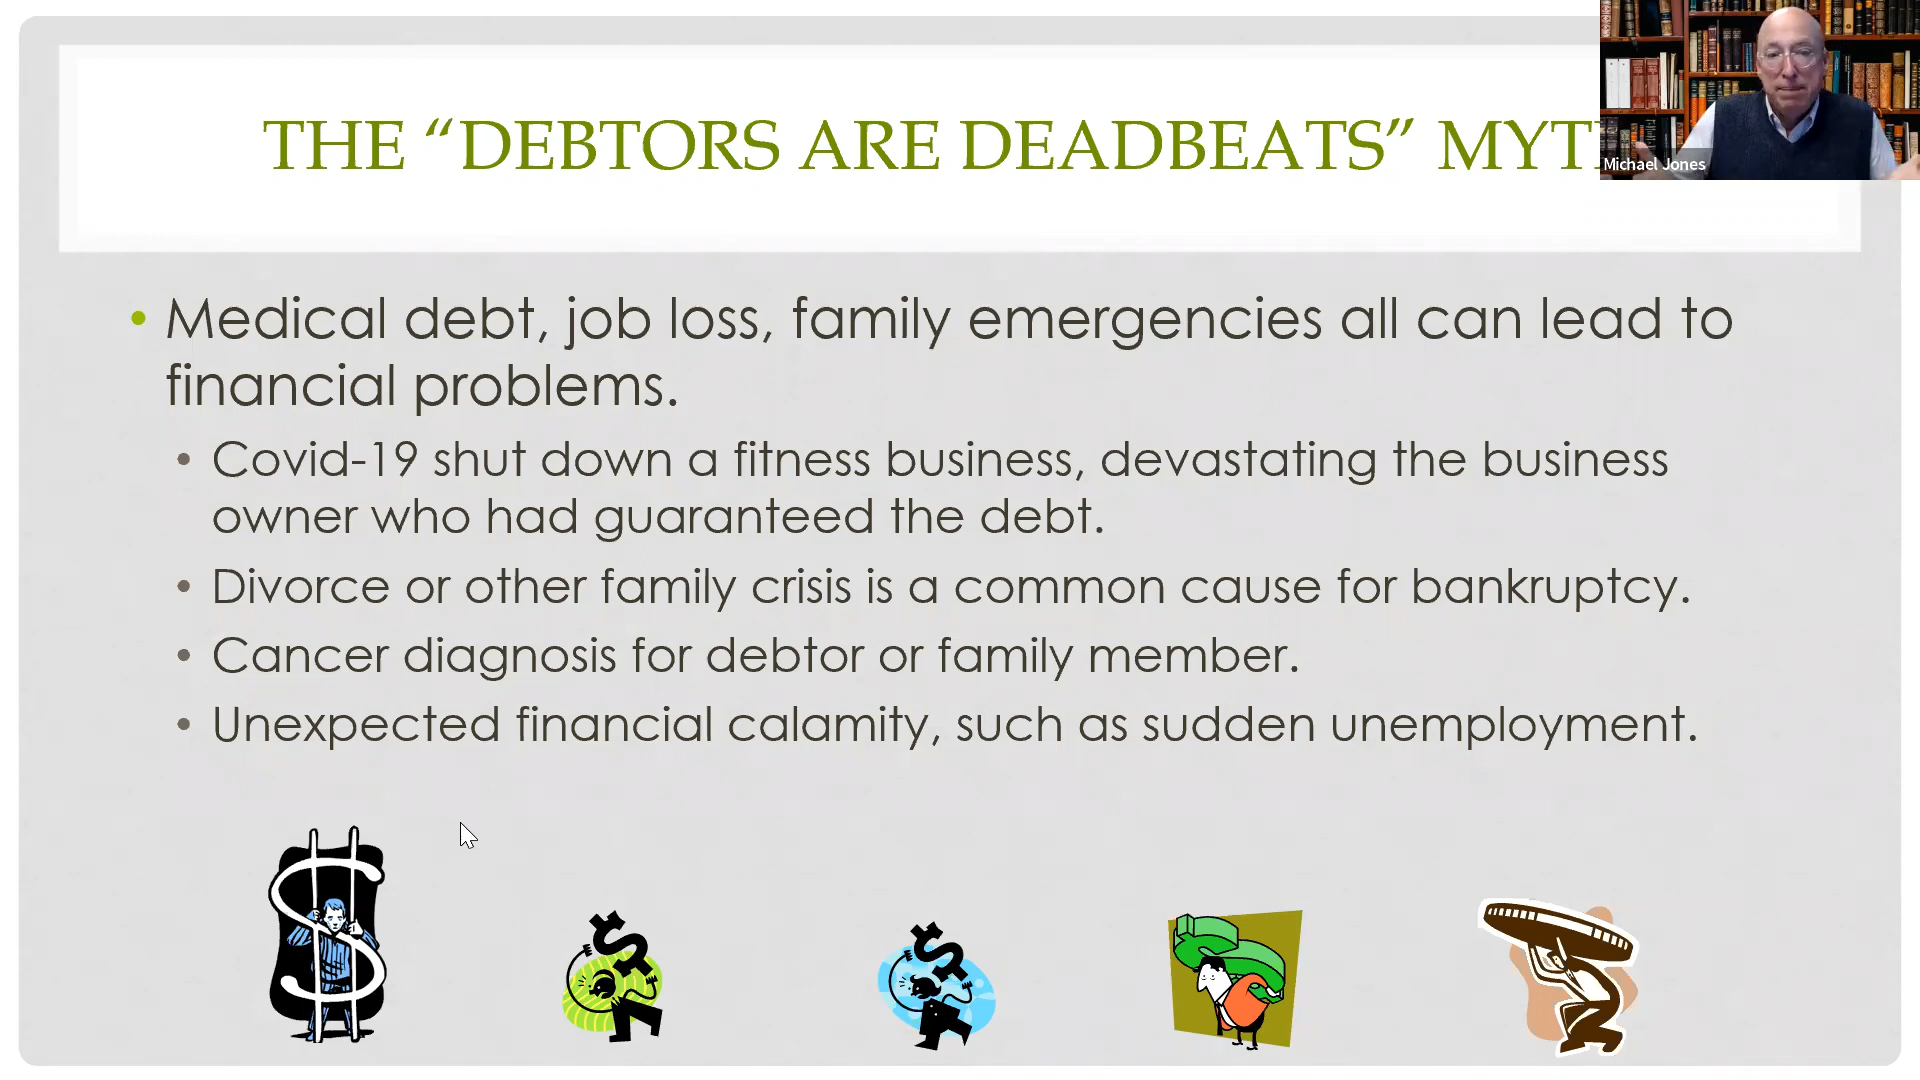 THE “DEBTORS ARE DEADBEATS”
Michael Jones
• Medical debt, job loss, family emergencies all can lead to
financial problems.
• Covid-19 shut down a fitness business, devastating the business
owner who had guaranteed the debt.
• Divorce or other family crisis is a common cause for bankruptcy.
• Cancer diagnosis for debtor or family member.
• Unexpected financial calamity, such as sudden unemployment.